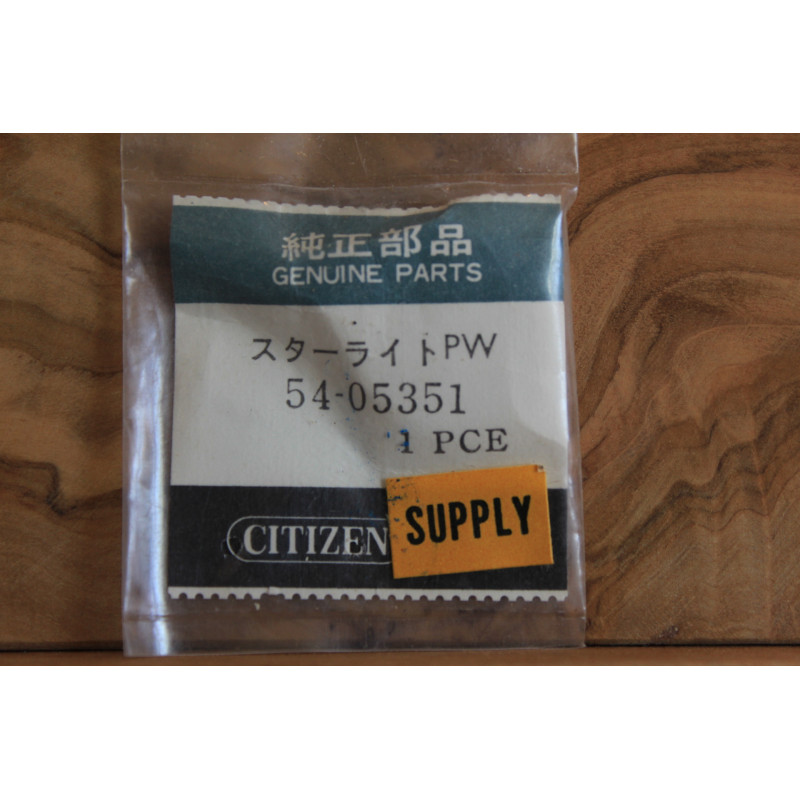 純正部品
GENUINE PARTS
スターライトPW
54-05351
1 PCE
CITIZEN
SUPPLY